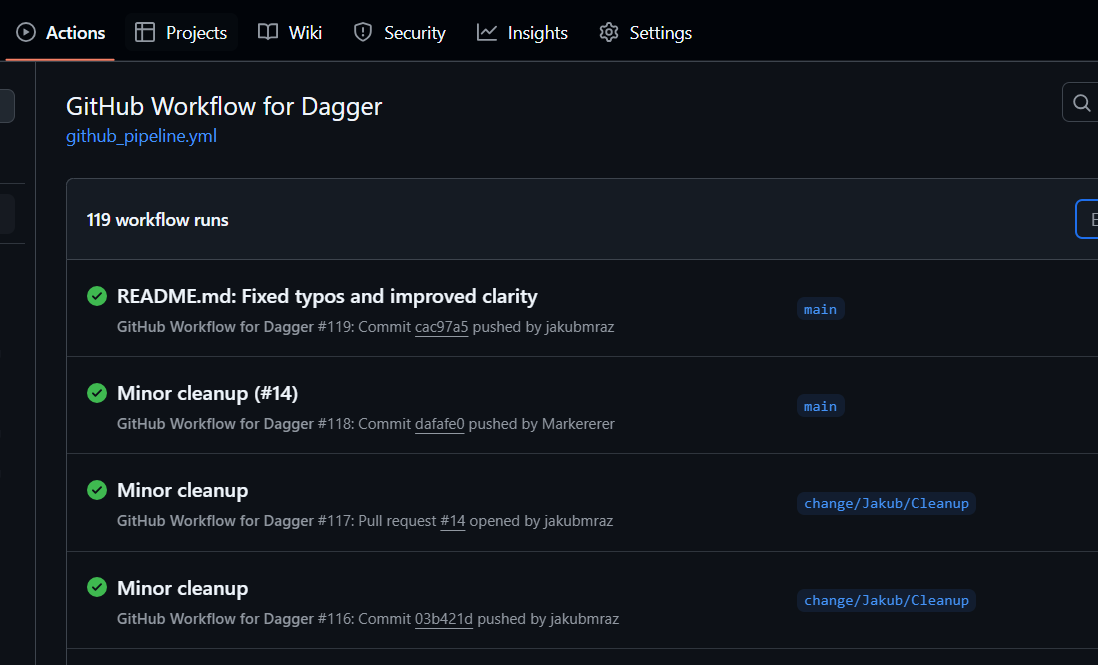 Actions Projects Wiki Security Insights Settings
GitHub Workflow for Dagger
github_pipeline.yml
119 workflow runs
README.md: Fixed typos and improved clarity
GitHub Workflow for Dagger #119: Commit cac97a5 pushed by jakubmraz
main
Minor cleanup (#14)
GitHub Workflow for Dagger #118: Commit dafafe0 pushed by Markererer
main
Minor cleanup
GitHub Workflow for Dagger #117: Pull request #14 opened by jakubmraz
change/Jakub/Cleanup
Minor cleanup
GitHub Workflow for Dagger #116: Commit 03b421d pushed by jakubmraz
change/Jakub/Cleanup